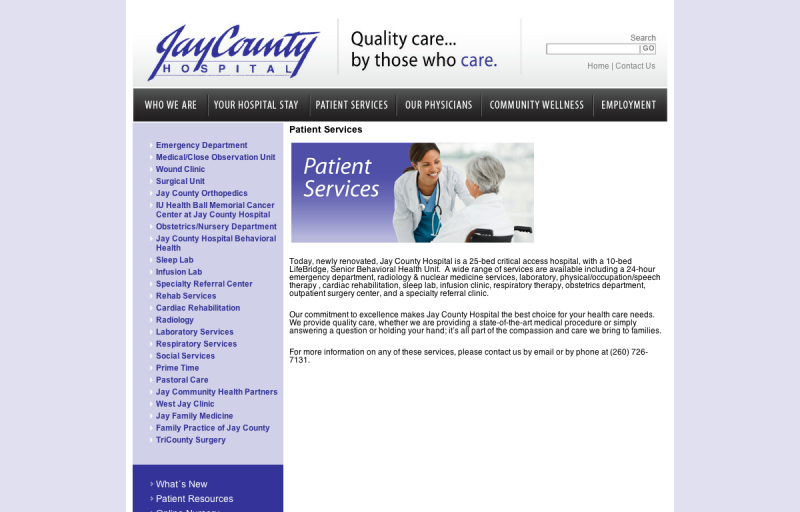 Jay County
HOSPITAL
Quality care...
by those who care.
Search
GO
Home | Contact Us
WHO WE ARE
YOUR HOSPITAL STAY
PATIENT SERVICES
OUR PHYSICIANS
COMMUNITY WELLNESS
EMPLOYMENT
Emergency Department
Medical/Close Observation Unit
Wound Clinic
Surgical Unit
Jay County Orthopedics
IU Health Ball Memorial Cancer
Center at Jay County Hospital
Obstetrics/Nursery Department
Jay County Hospital Behavioral
Health
Sleep Lab
Infusion Lab
Specialty Referral Center
Rehab Services
Cardiac Rehabilitation
Radiology
Laboratory Services
Respiratory Services
Social Services
Prime Time
Pastoral Care
Jay Community Health Partners
West Jay Clinic
Jay Family Medicine
Family Practice of Jay County
TriCounty Surgery
What´s New
Patient Resources
Online Nursery
Patient Services
Patient
Services
Today, newly renovated, Jay County Hospital is a 25-bed critical access hospital, with a 10-bed
LifeBridge, Senior Behavioral Health Unit.  A wide range of services are available including a 24-hour
emergency department, radiology & nuclear medicine services, laboratory, physical/occupation/speech
therapy , cardiac rehabilitation, sleep lab, infusion clinic, respiratory therapy, obstetrics department,
outpatient surgery center, and a specialty referral clinic.
Our commitment to excellence makes Jay County Hospital the best choice for your health care needs.
We provide quality care, whether we are providing a state-of-the-art medical procedure or simply
answering a question or holding your hand; it's all part of the compassion and care we bring to families.
For more information on any of these services, please contact us by email or by phone at (260) 726-
7131.